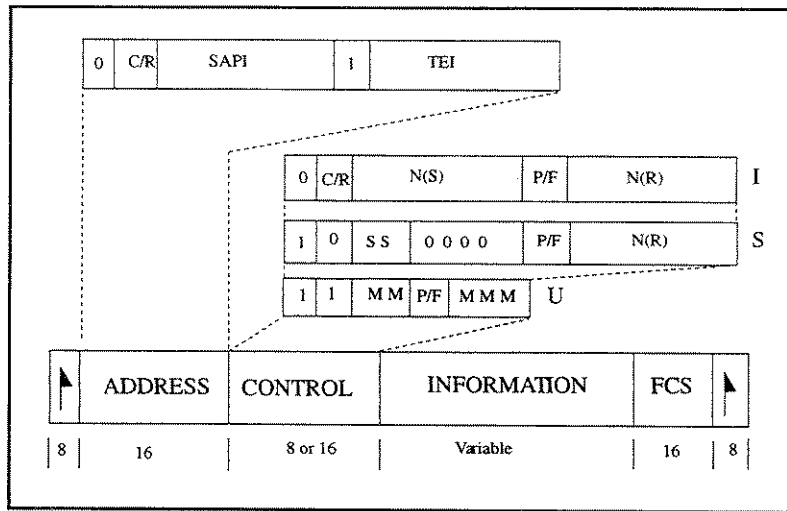 0 C/R SAPI 1 TEI
0 C/R N(S) P/F N(R) I
1 0 S S 0 0 0 0 P/F N(R) S
1 1 M M P/F M M M U
ADDRESS CONTROL INFORMATION FCS
8 16 8 or 16 Variable 16 8